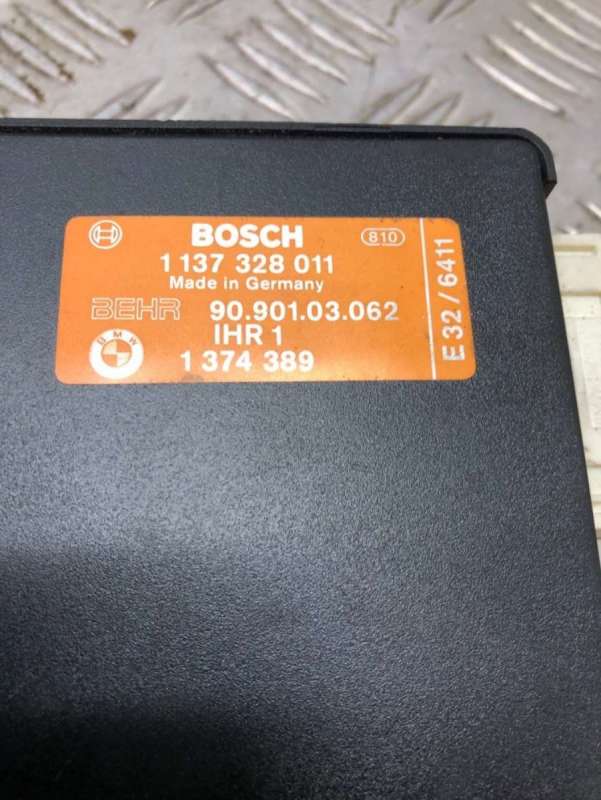 BOSCH 810
1 137 328 011
Made in Germany
BEHR 90.901.03.062
IHR 1
BMW
1 374 389
E 32 / 6411